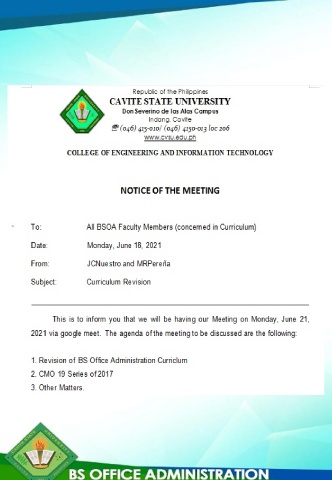 Republic of the Philippines
CAVITE STATE UNIVERSITY
Don Severino de las Alas Campus
Indang, Cavite
☏ (046) 415-010/ (046) 4150-013 loc 206
www.cvsu.edu.ph
COLLEGE OF ENGINEERING AND INFORMATION TECHNOLOGY
NOTICE OF THE MEETING
To: All BSOA Faculty Members (concerned in Curriculum)
Date: Monday, June 18, 2021
From: JCNuestro and MRPereña
Subject: Curriculum Revision
This is to inform you that we will be having our Meeting on Monday, June 21,
2021 via google meet. The agenda of the meeting to be discussed are the following:
1. Revision of BS Office Administration Curriclum
2. CMO 19 Series of 2017
3. Other Matters.
BS OFFICE ADMINISTRATION